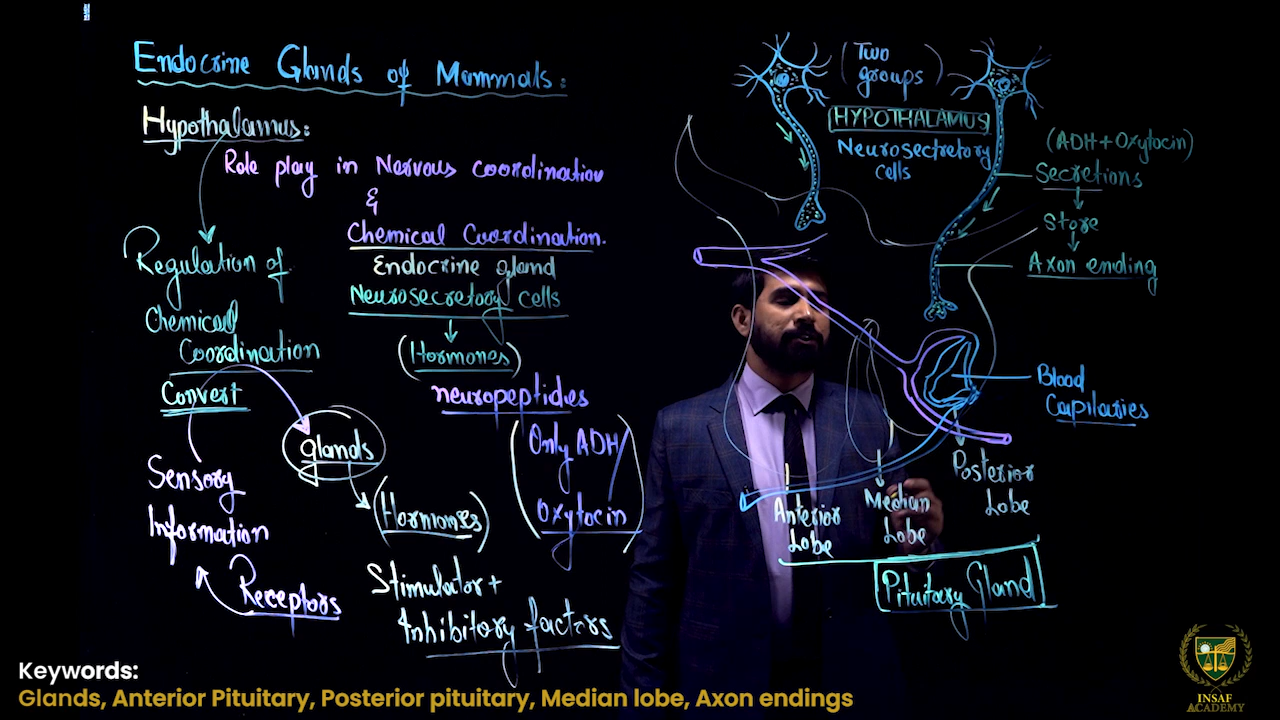 Endocrine Glands of Mammals:
Hypothalamus:
Role play in Nervous coordination
&
Chemical Coordination.
Endocrine gland
Neurosecretory cells
(Hormones)
neuropeptides
(Only ADH/
Oxytocin)
Regulation of
Chemical
Coordination
Convert
Sensory
Information
Receptors
glands
(Hormones)
Stimulator +
Inhibitory factors
(Two
groups)
HYPOTHALAMUS
Neurosectretory
cells
(ADH+Oxytocin)
Secretions
Store
Axon ending
Blood
Capilaries
Posterior
Lobe
Median
Lobe
Anterior
Lobe
Pituitary Gland
Keywords:
Glands, Anterior Pituitary, Posterior pituitary, Median lobe, Axon endings
INSAF
ACADEMY